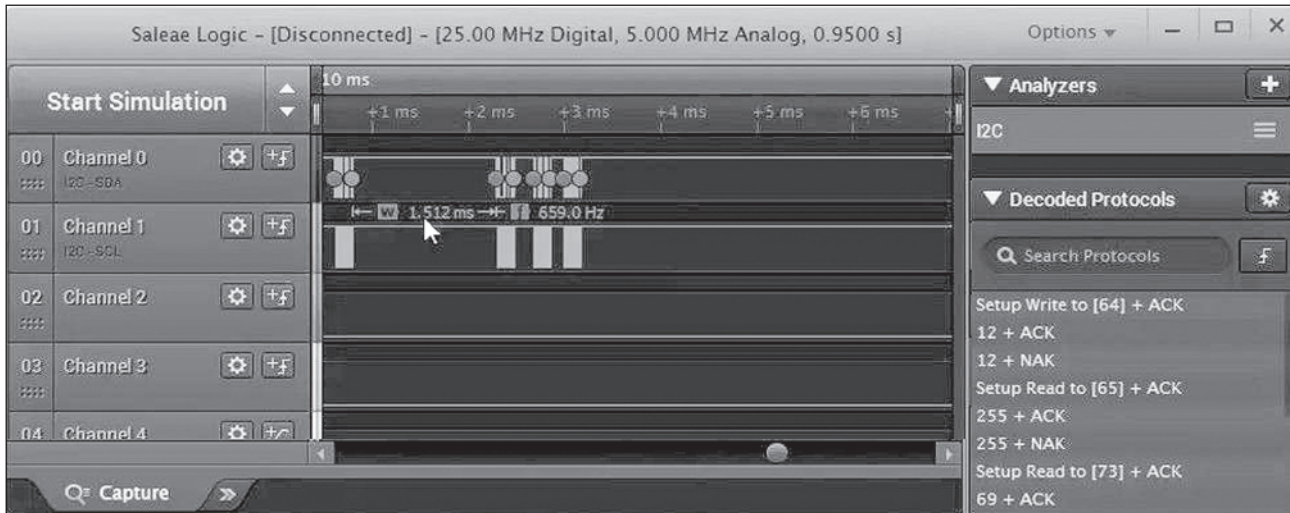 Saleae Logic – [Disconnected] – [25.00 MHz Digital, 5.000 MHz Analog, 0.9500 s]
Options
Start Simulation
10 ms
+1 ms +2 ms +3 ms +4 ms +5 ms +6 ms
Analyzers
I2C
00 Channel 0
I2C-SDA
W 1.512 ms f 659.0 Hz
01 Channel 1
I2C-SCL
02 Channel 2
03 Channel 3
04 Channel 4
Decoded Protocols
Search Protocols
Setup Write to [64] + ACK
12 + ACK
12 + NAK
Setup Read to [65] + ACK
255 + ACK
255 + NAK
Setup Read to [73] + ACK
69 + ACK
Capture